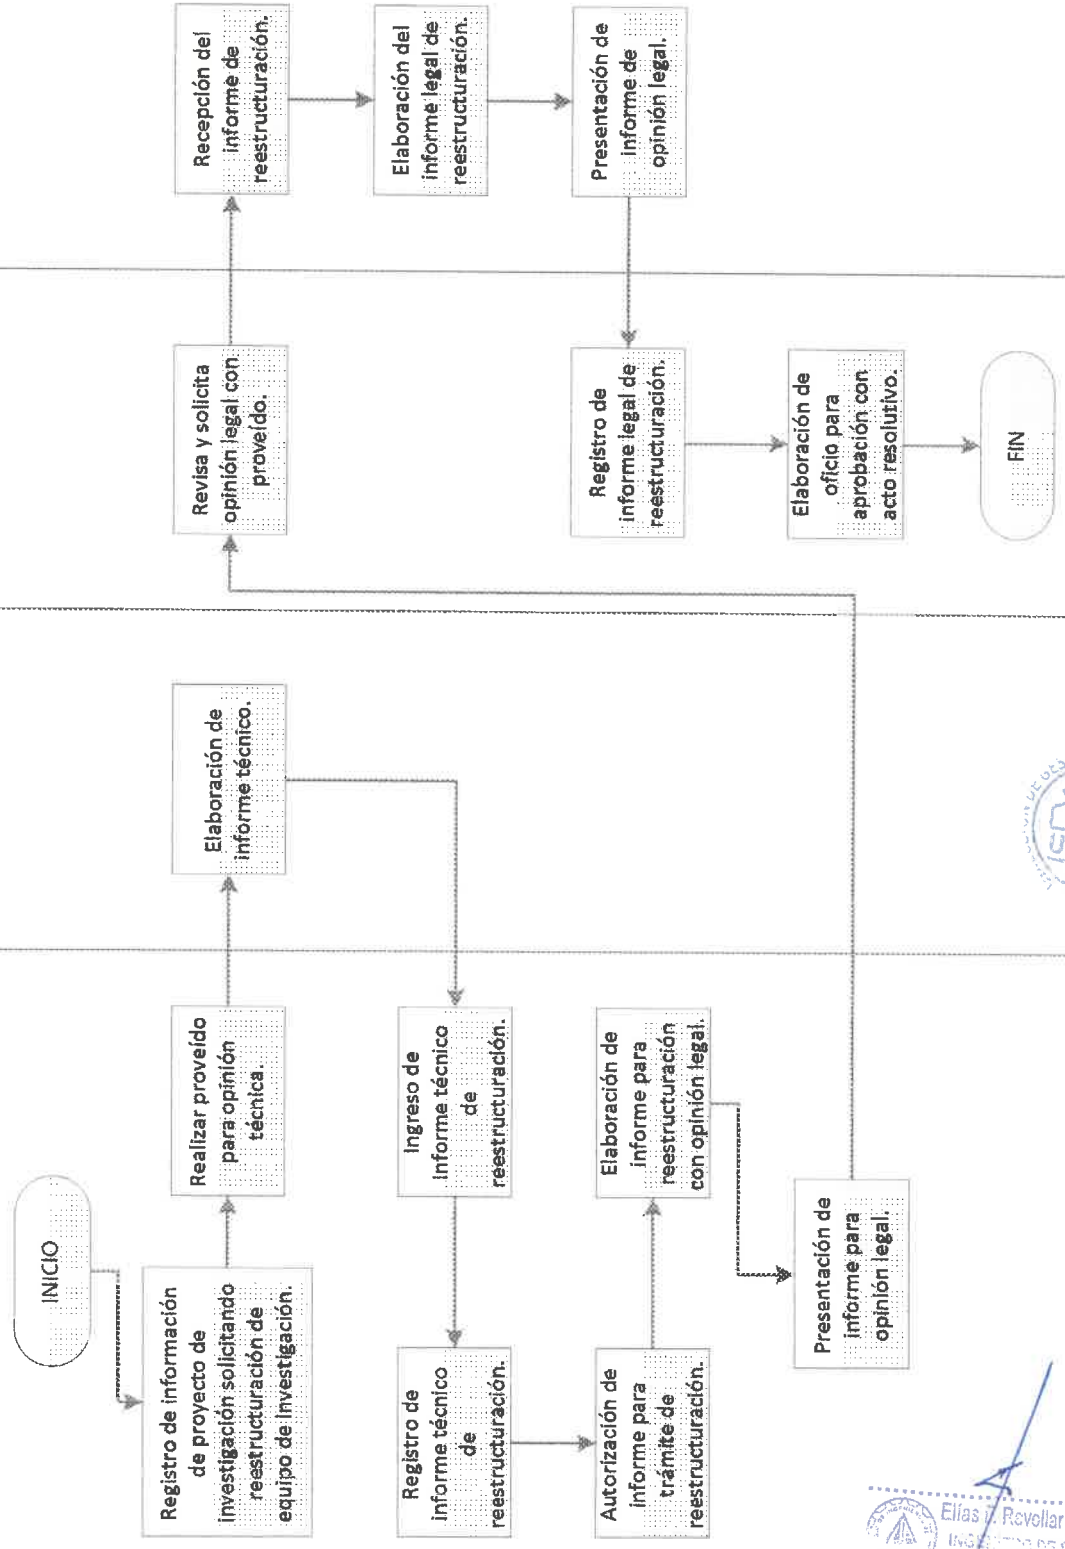 INICIO
Registro de información
de proyecto de
investigación solicitando
reestructuración de
equipo de investigación.
Realizar proveído
para opinión
técnica.
Elaboración de
informe técnico.
Revisa y solicita
opinión legal con
proveído.
Recepción del
informe de
reestructuración.
Elaboración del
informe legal de
reestructuración.
Presentación de
informe de
opinión legal.
Ingreso de
informe técnico
de
reestructuración.
Registro de
informe técnico
de
reestructuración.
Autorización de
informe para
trámite de
reestructuración.
Elaboración de
informe para
reestructuración
con opinión legal.
Presentación de
informe para
opinión legal.
Registro de
informe legal de
reestructuración.
Elaboración de
oficio para
aprobación con
acto resolutivo.
FIN
Elías
Revollar